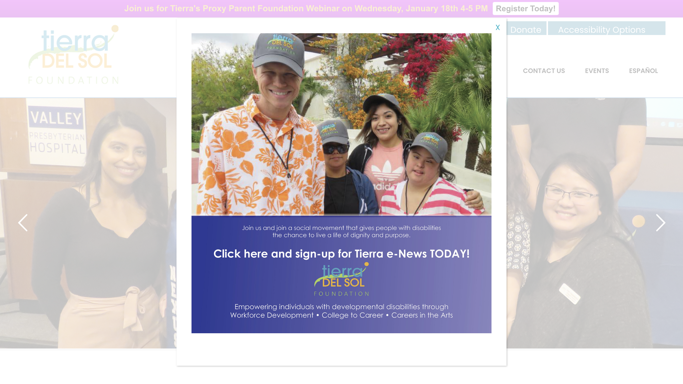 Join us for Tierra's Proxy Parent Foundation Webinar on Wednesday, January 18th 4-5 PM Register Today!
X
Donate Accessibility Options
tierra
DEL SOL
FOUNDATION
CONTACT US EVENTS ESPAÑOL
VALLEY
PRESBYTERIAN
HOSPITAL
adidas
Join us and join a social movement that gives people with disabilities
the chance to live a life of dignity and purpose.
Click here and sign-up for Tierra e-News TODAY!
tierra
DEL SOL
FOUNDATION
Empowering individuals with developmental disabilities through
Workforce Development • College to Career • Careers in the Arts